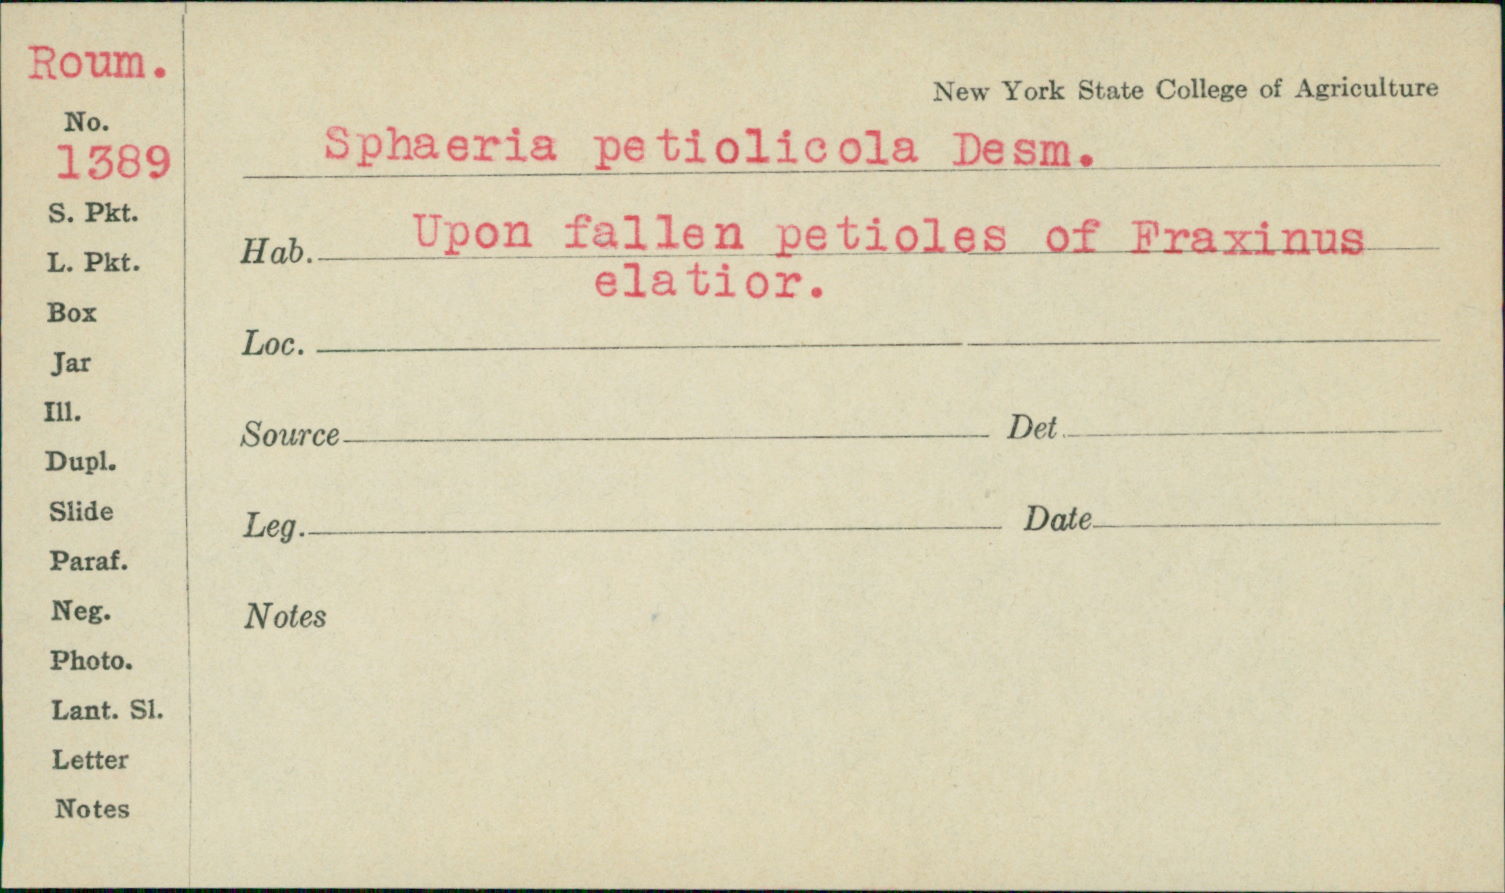 Roum.
No.
1389
S. Pkt.
L. Pkt.
Box
Jar
Ill.
Dupl.
Slide
Paraf.
Neg.
Photo.
Lant. Sl.
Letter
Notes
New York State College of Agriculture
Sphaeria petiolicola Desm.
Hab. Upon fallen petioles of Fraxinus
elatior.
Loc.
Source Det
Leg. Date
Notes